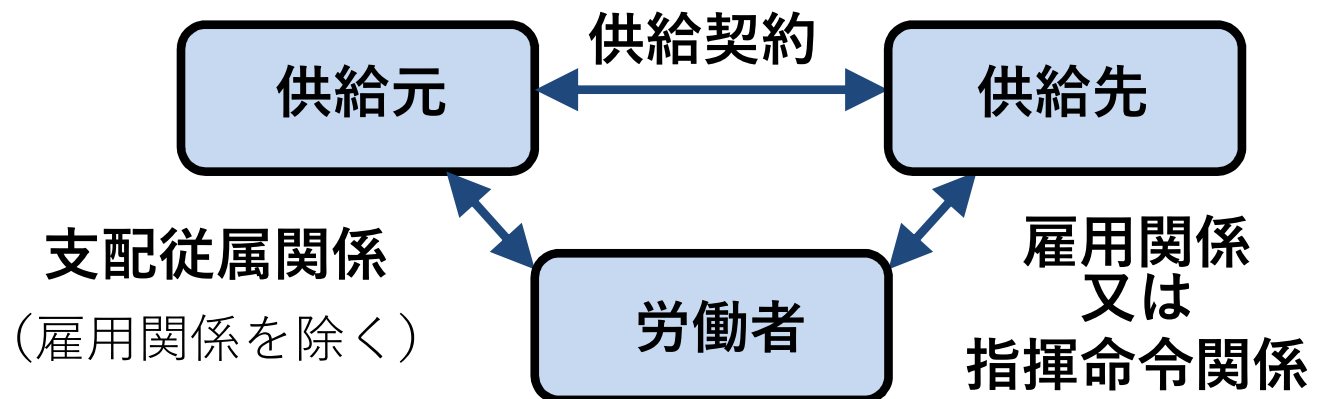 供給契約
供給元
供給先
支配従属関係
（雇用関係を除く）
労働者
雇用関係
又は
指揮命令関係